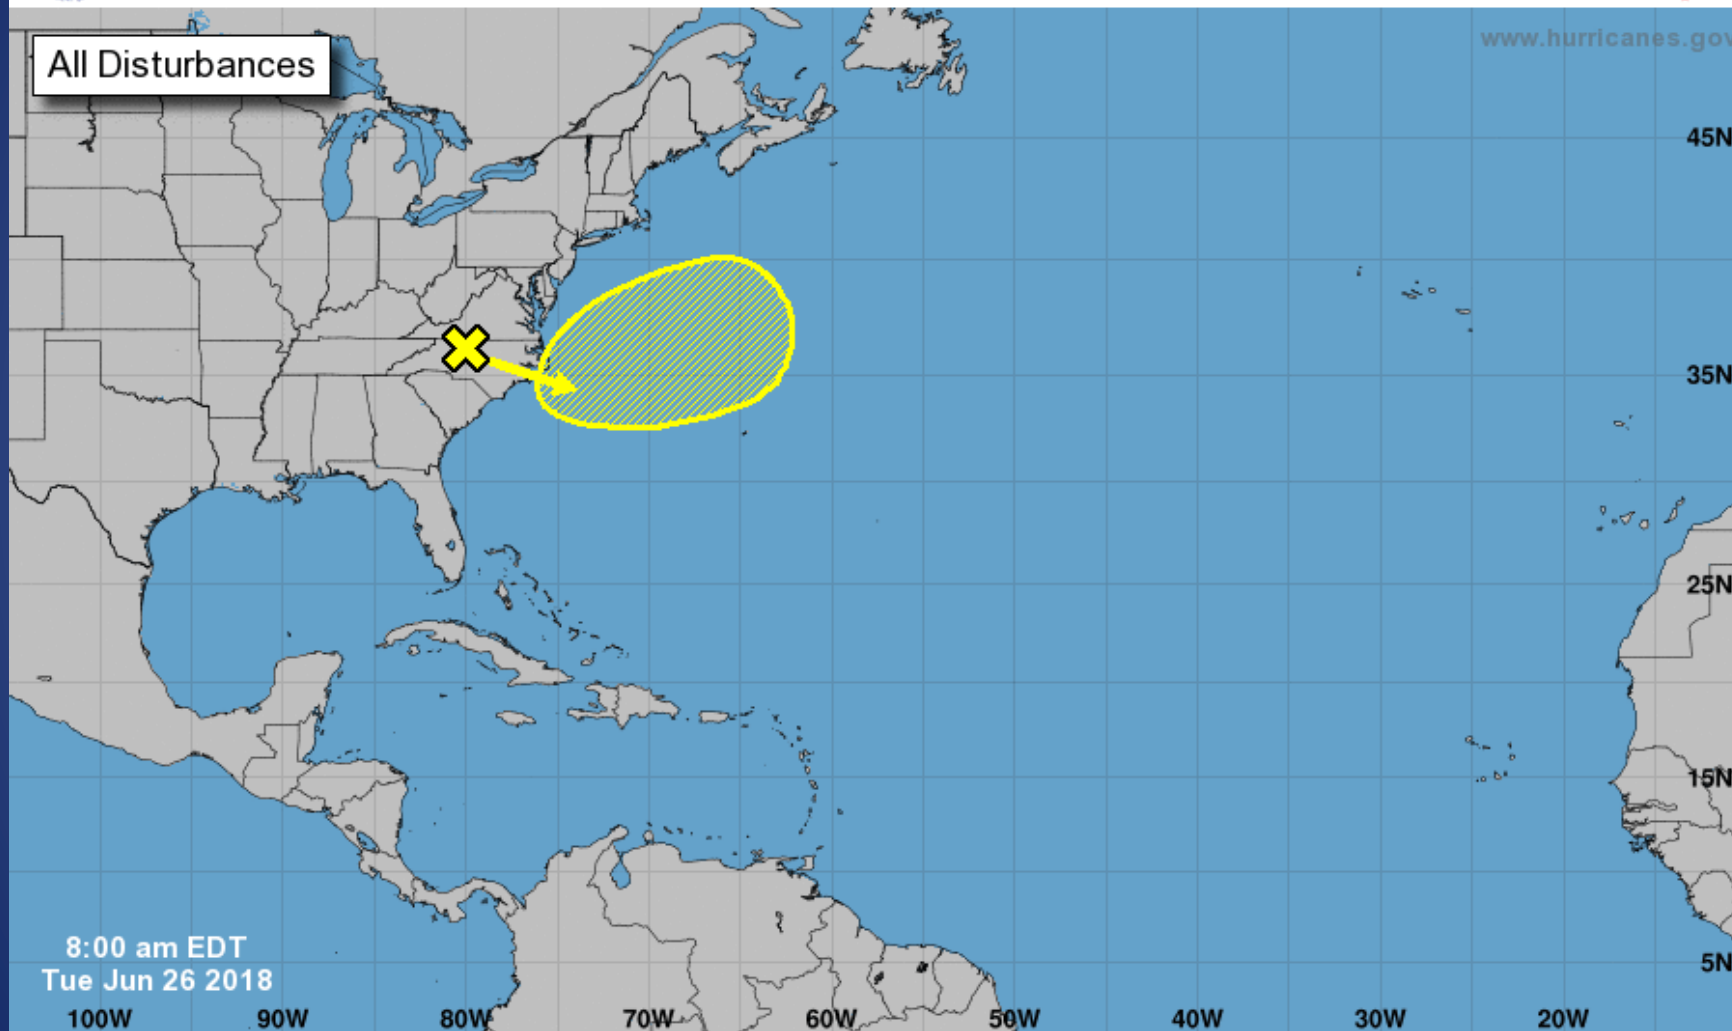 www.hurricanes.gov
All Disturbances
45N
35N
25N
15N
5N
8:00 am EDT
Tue Jun 26 2018
100W 90W 80W 70W 60W 50W 40W 30W 20W